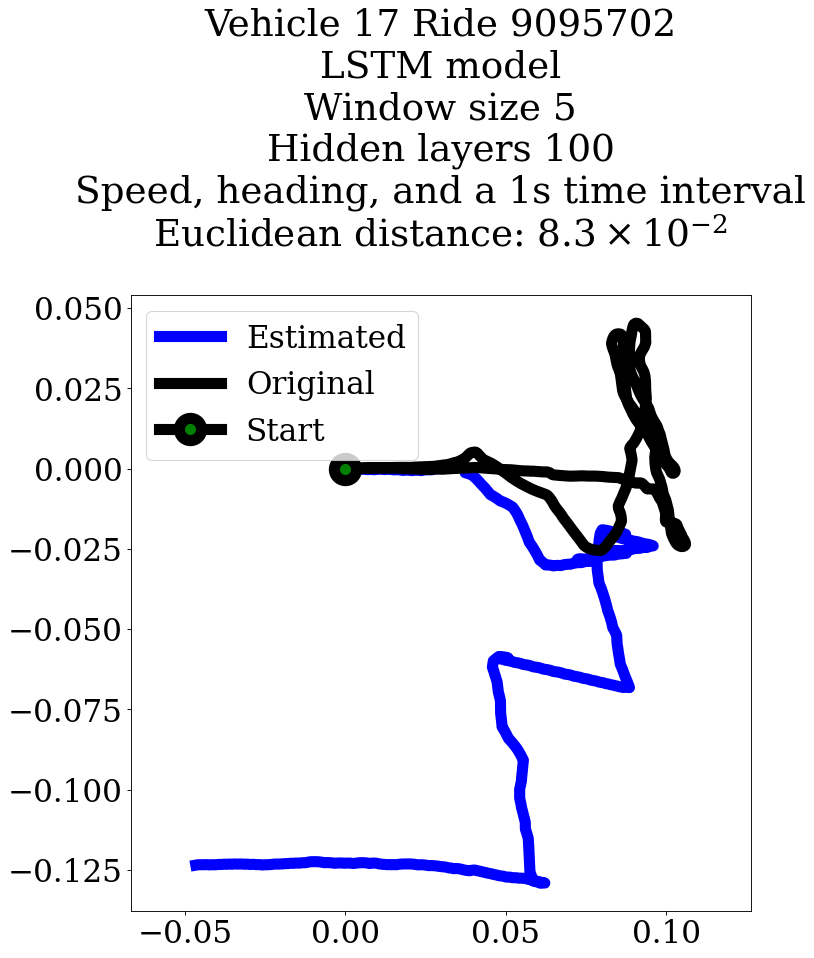 Vehicle 17 Ride 9095702
LSTM model
Window size 5
Hidden layers 100
Speed, heading, and a 1s time interval
Euclidean distance: 8.3 × 10⁻²
Estimated
Original
Start
0.050
0.025
0.000
−0.025
−0.050
−0.075
−0.100
−0.125
−0.05 0.00 0.05 0.10